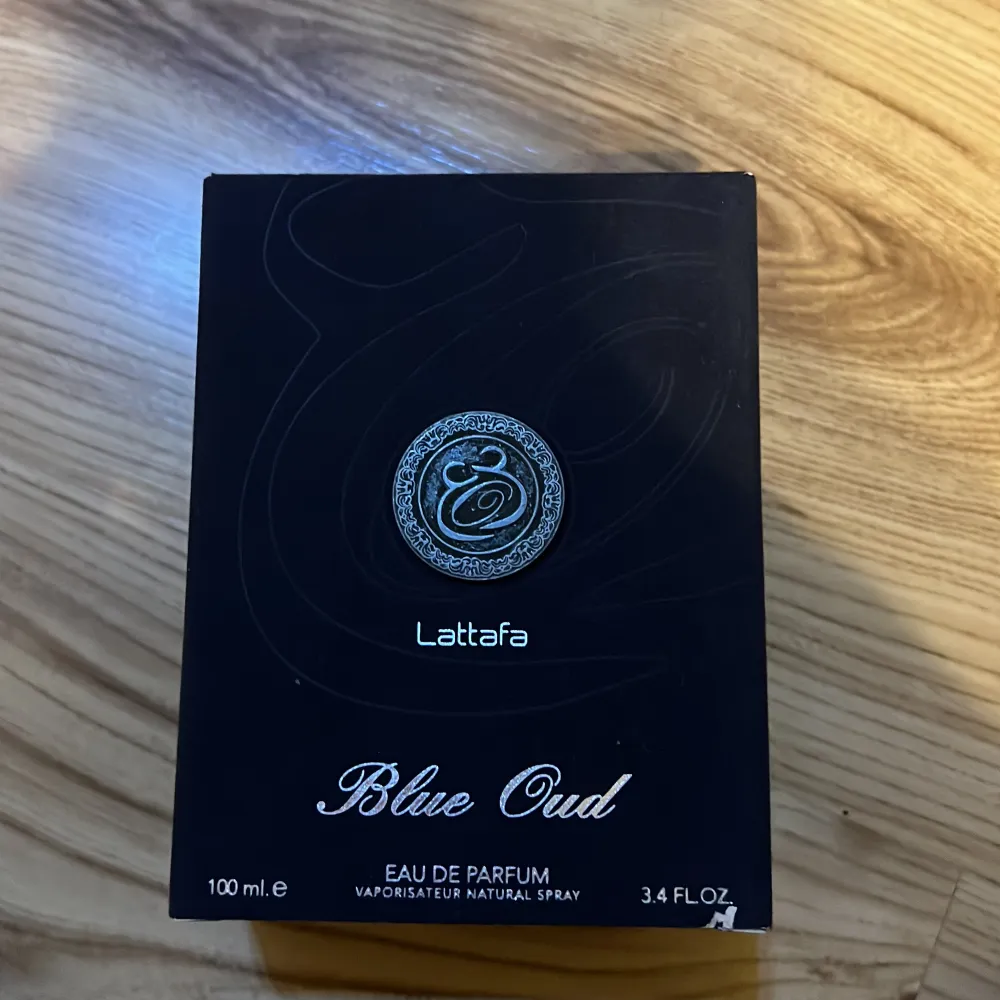 Lattafa
Blue Oud
EAU DE PARFUM
VAPORISATEUR NATURAL SPRAY
100 ml. e
3.4 FL.OZ.